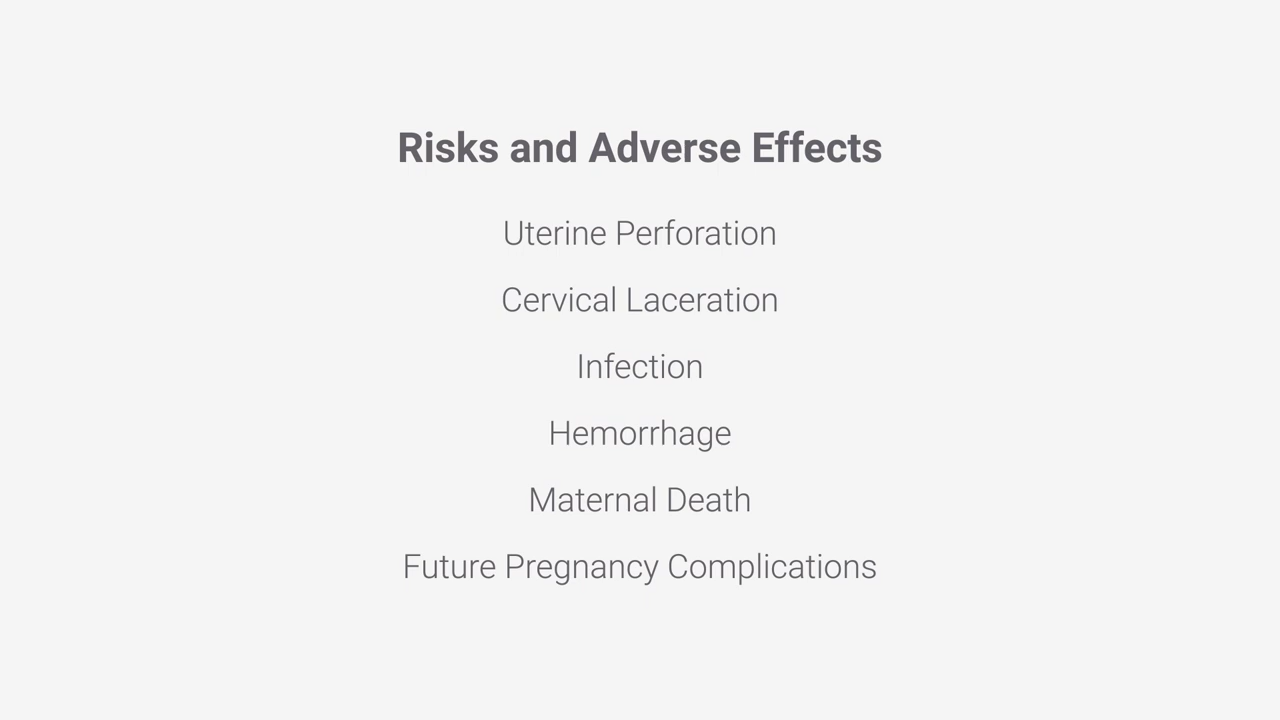 Risks and Adverse Effects
Uterine Perforation
Cervical Laceration
Infection
Hemorrhage
Maternal Death
Future Pregnancy Complications